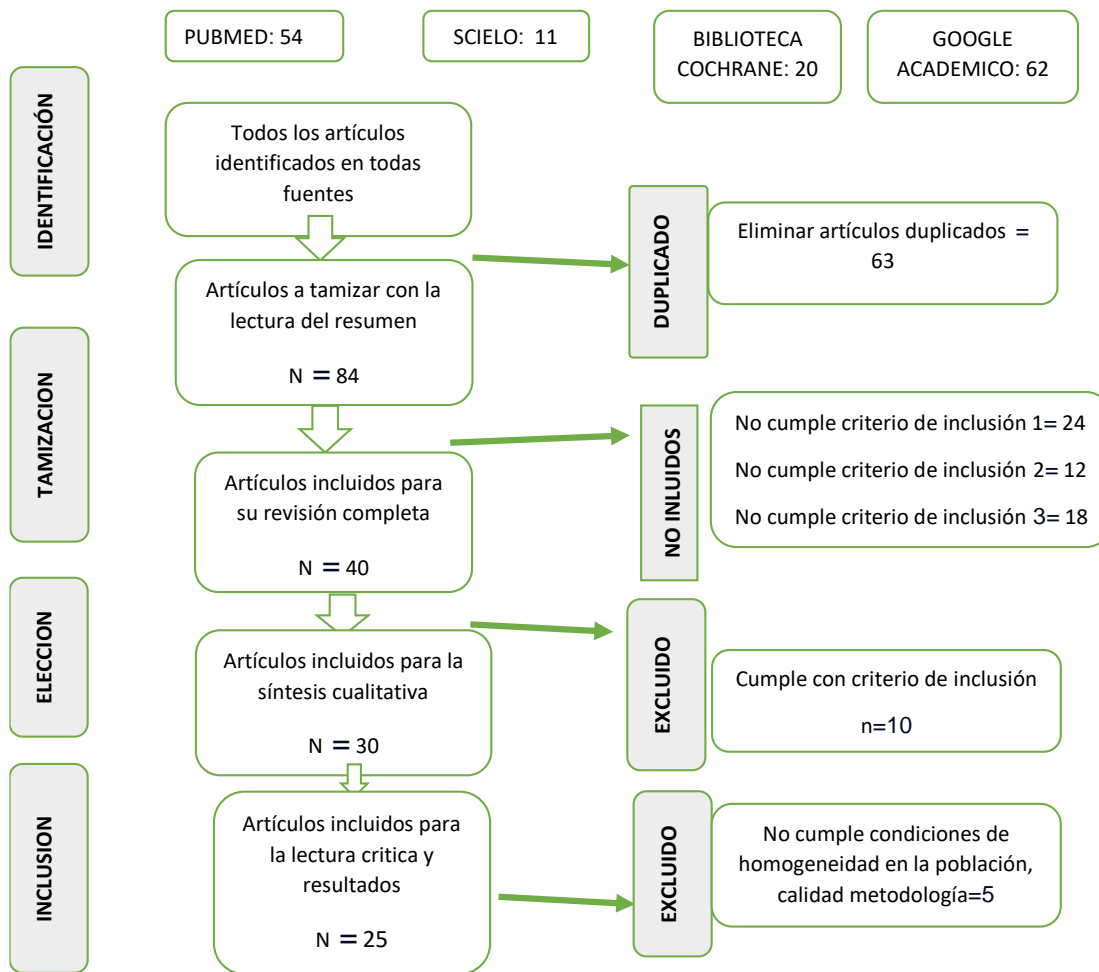 PUBMED: 54
SCIELO: 11
BIBLIOTECA
COCHRANE: 20
GOOGLE
ACADEMICO: 62
IDENTIFICACIÓN
Todos los artículos
identificados en todas
fuentes
DUPLICADO
Eliminar artículos duplicados =
63
Artículos a tamizar con la
lectura del resumen
N = 84
TAMIZACION
NO INLUIDOS
No cumple criterio de inclusión 1= 24
No cumple criterio de inclusión 2= 12
No cumple criterio de inclusión 3= 18
Artículos incluidos para
su revisión completa
N = 40
ELECCION
Artículos incluidos para la
síntesis cualitativa
N = 30
EXCLUIDO
Cumple con criterio de inclusión
n=10
INCLUSION
Artículos incluidos para
la lectura critica y
resultados
N = 25
EXCLUIDO
No cumple condiciones de
homogeneidad en la población,
calidad metodología=5